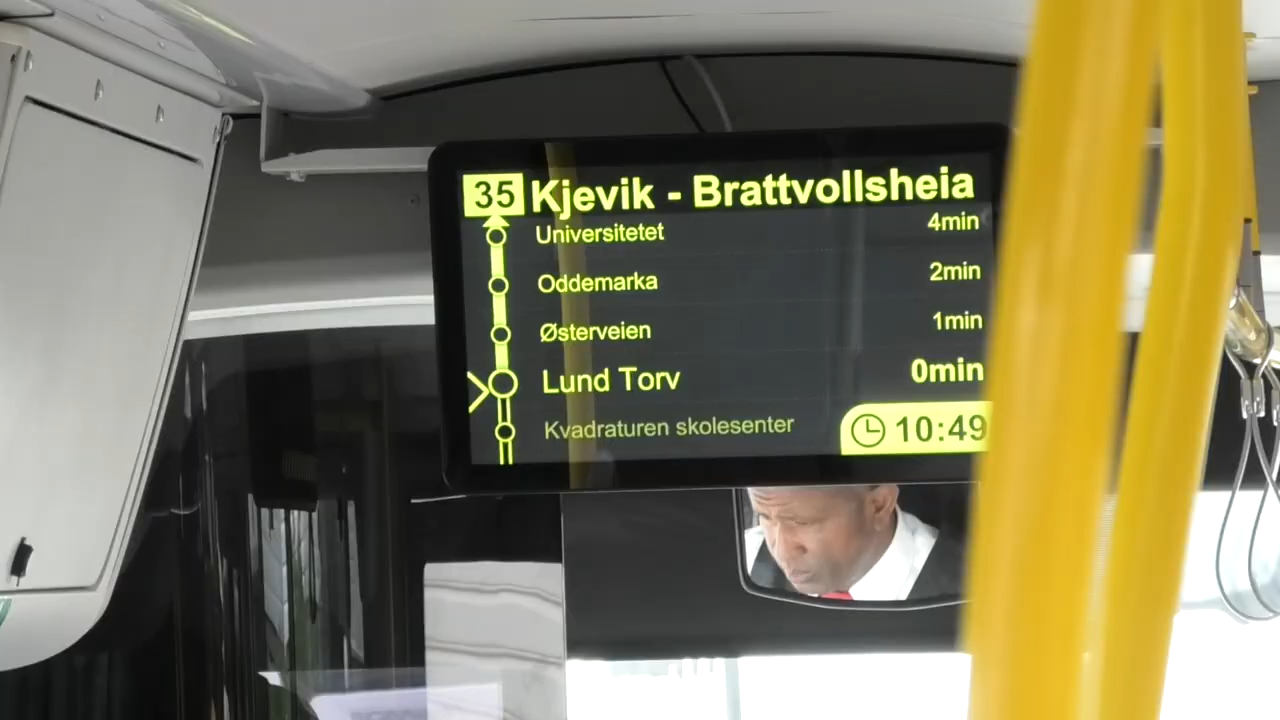 35 Kjevik - Brattvollsheia
Universitetet 4min
Oddemarka 2min
Østerveien 1min
Lund Torv 0min
Kvadraturen skolesenter 10:49